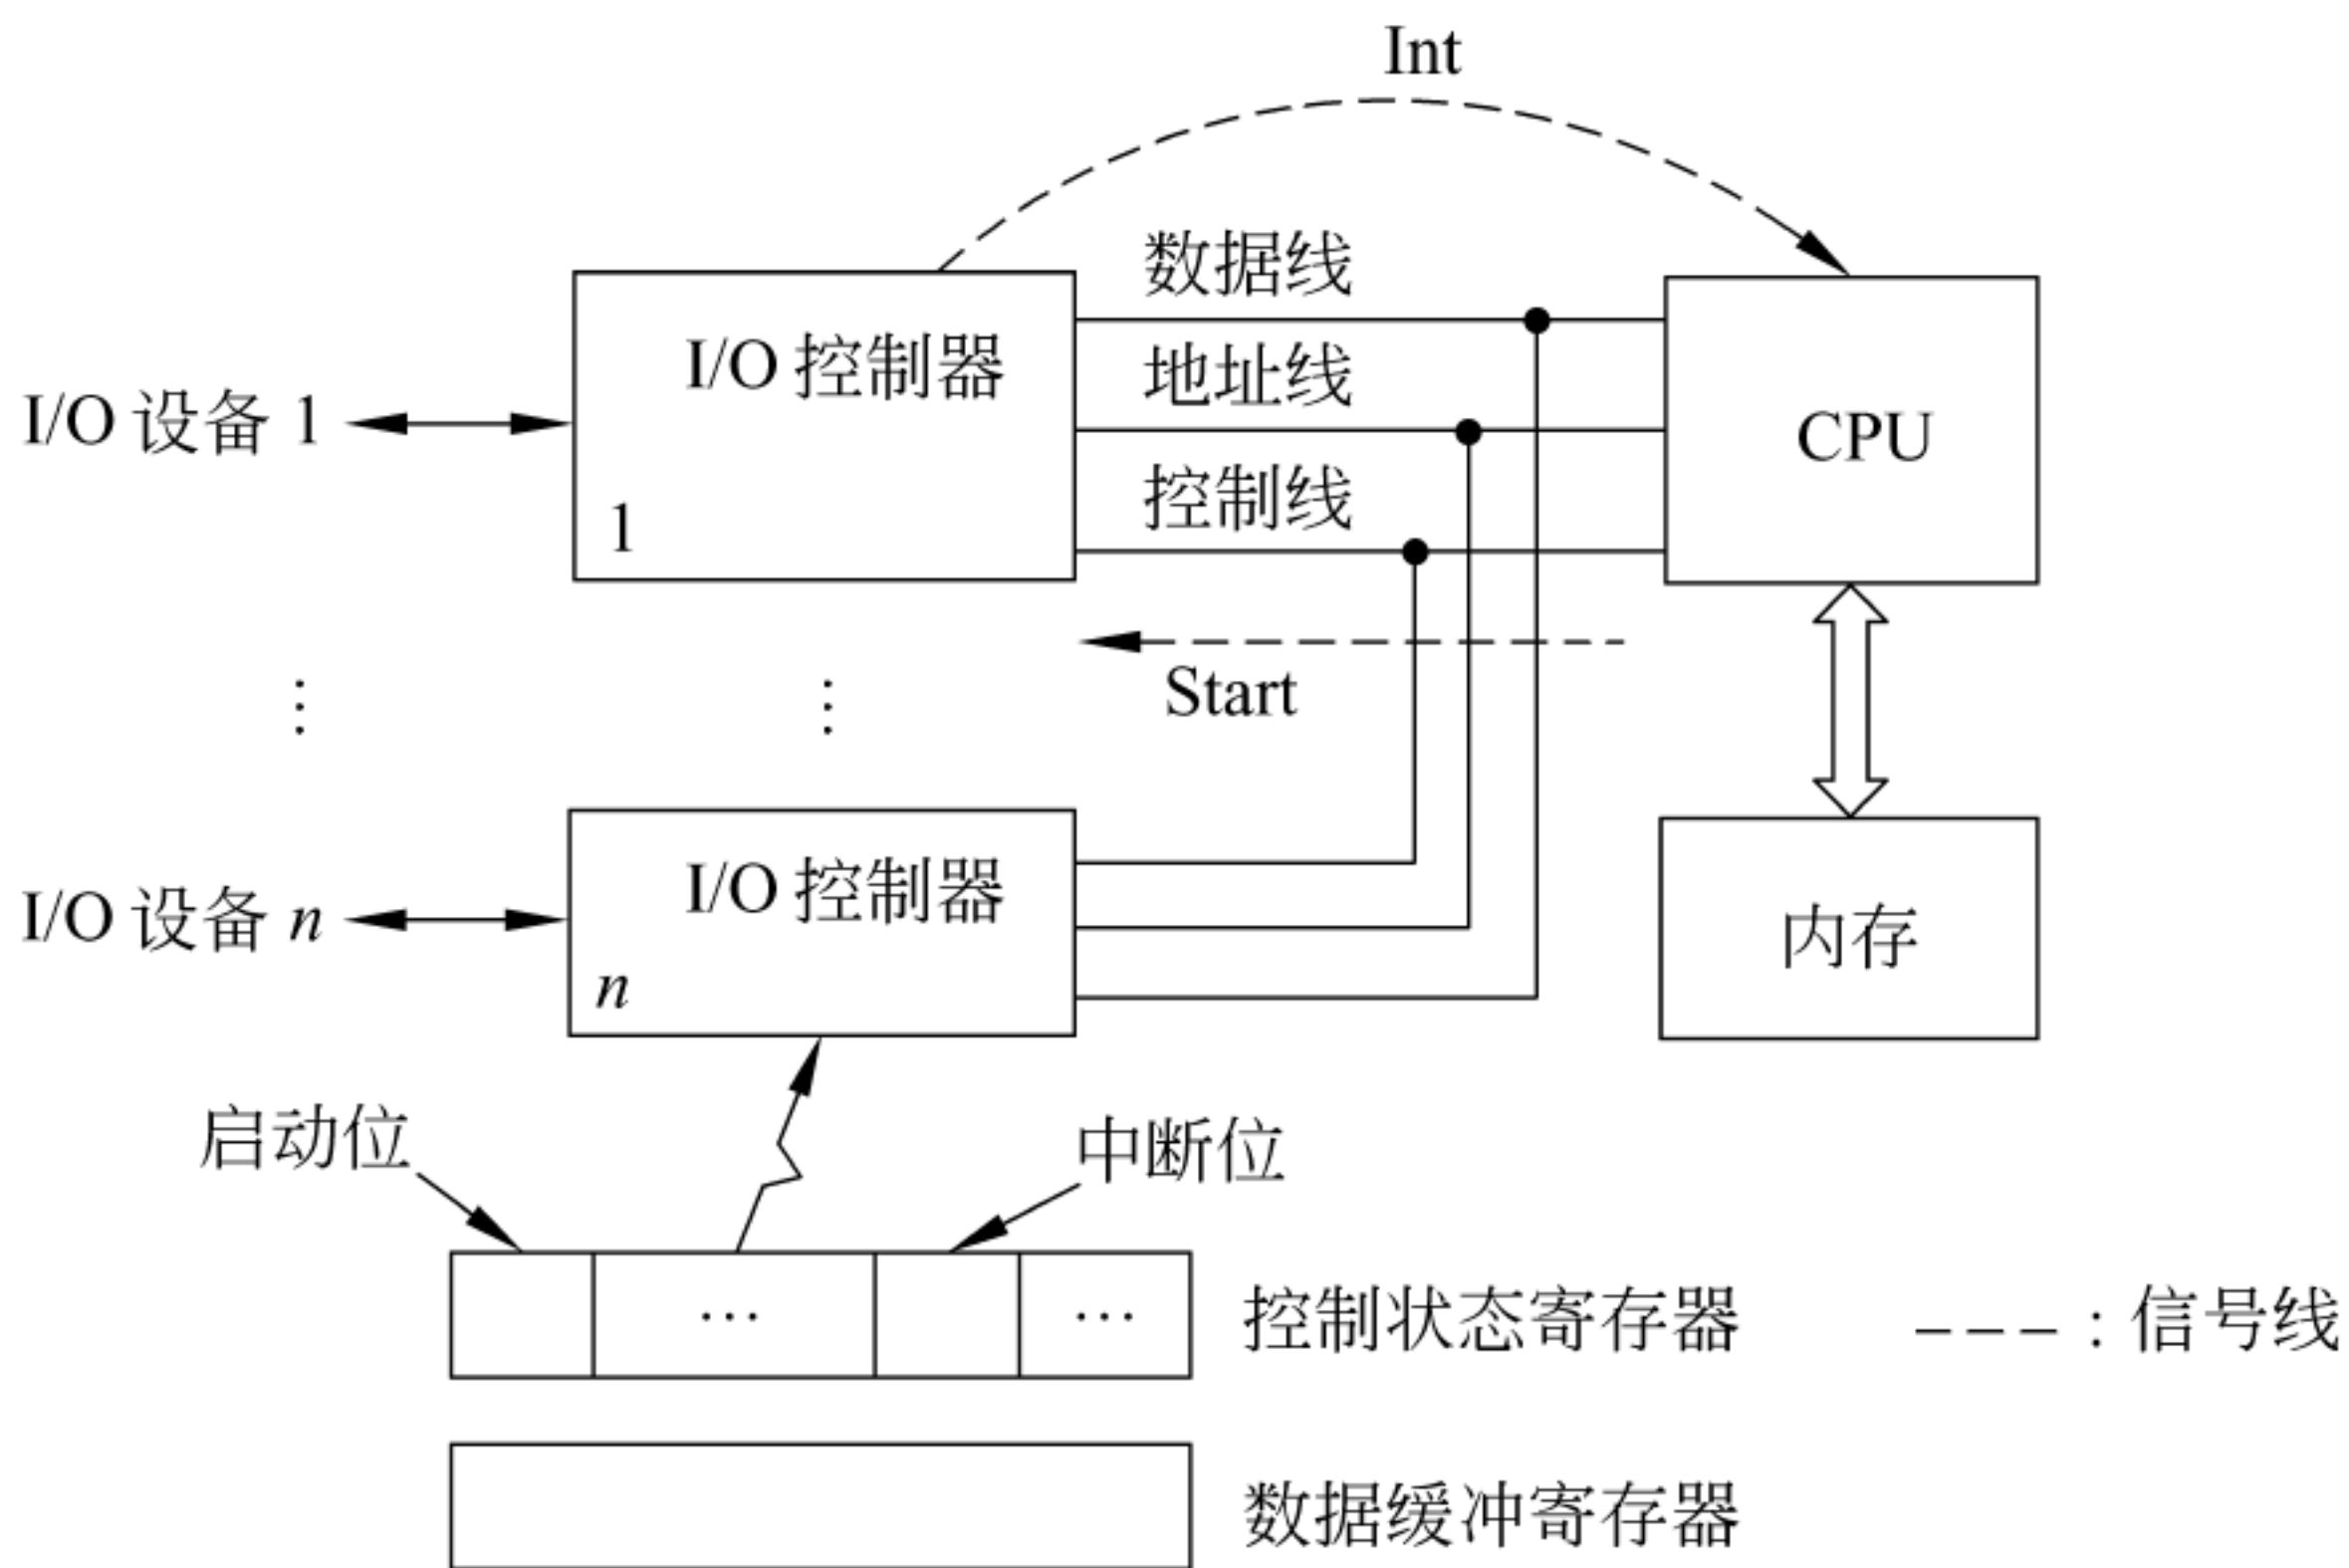 Int
数据线
I/O 控制器
地址线
I/O 设备 1
CPU
控制线
1
Start
⋮
⋮
I/O 控制器
I/O 设备 n
内存
n
启动位
中断位
…
…
控制状态寄存器
---：信号线
数据缓冲寄存器